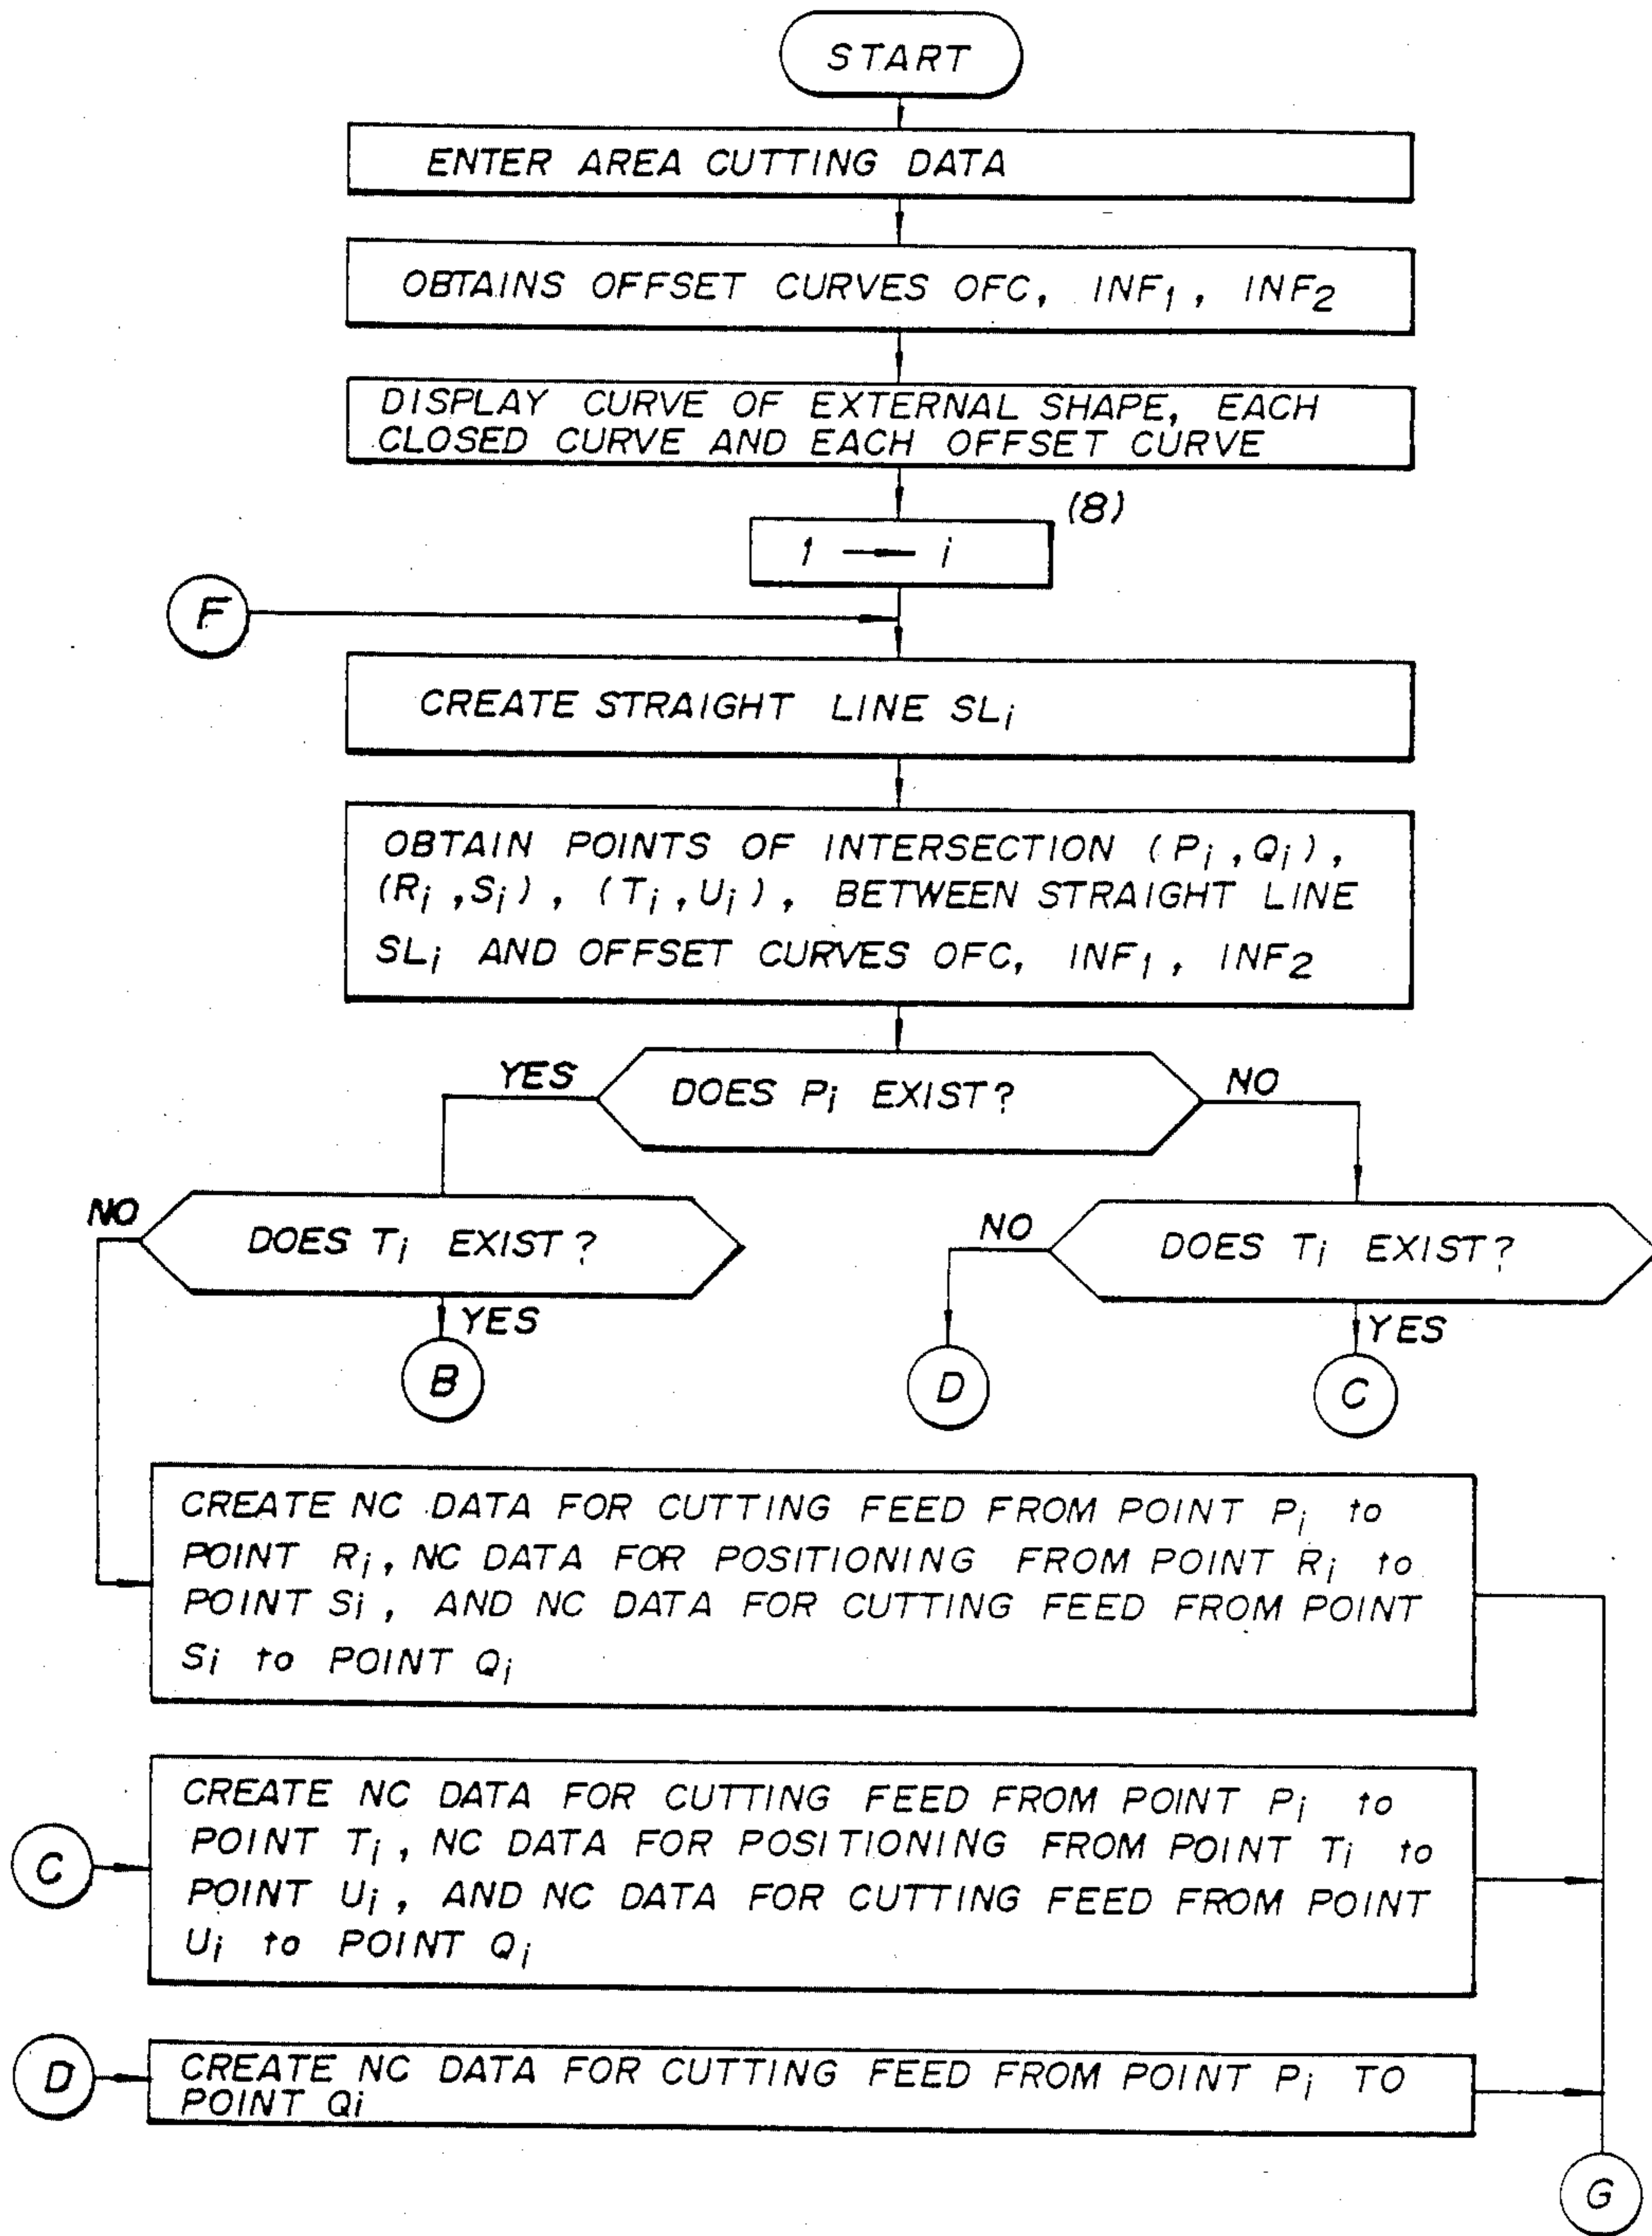 START
ENTER AREA CUTTING DATA
OBTAINS OFFSET CURVES OFC, INF₁, INF₂
DISPLAY CURVE OF EXTERNAL SHAPE, EACH
CLOSED CURVE AND EACH OFFSET CURVE
(8)
1 → i
F
CREATE STRAIGHT LINE SLi
OBTAIN POINTS OF INTERSECTION (Pi, Qi),
(Ri, Si), (Ti, Ui), BETWEEN STRAIGHT LINE
SLi AND OFFSET CURVES OFC, INF₁, INF₂
YES
DOES Pi EXIST?
NO
NO
DOES Ti EXIST?
NO
DOES Ti EXIST?
YES
YES
B
D
C
CREATE NC DATA FOR CUTTING FEED FROM POINT Pi to
POINT Ri, NC DATA FOR POSITIONING FROM POINT Ri to
POINT Si, AND NC DATA FOR CUTTING FEED FROM POINT
Si to POINT Qi
CREATE NC DATA FOR CUTTING FEED FROM POINT Pi to
C
POINT Ti, NC DATA FOR POSITIONING FROM POINT Ti to
POINT Ui, AND NC DATA FOR CUTTING FEED FROM POINT
Ui to POINT Qi
D
CREATE NC DATA FOR CUTTING FEED FROM POINT Pi TO
POINT Qi
G